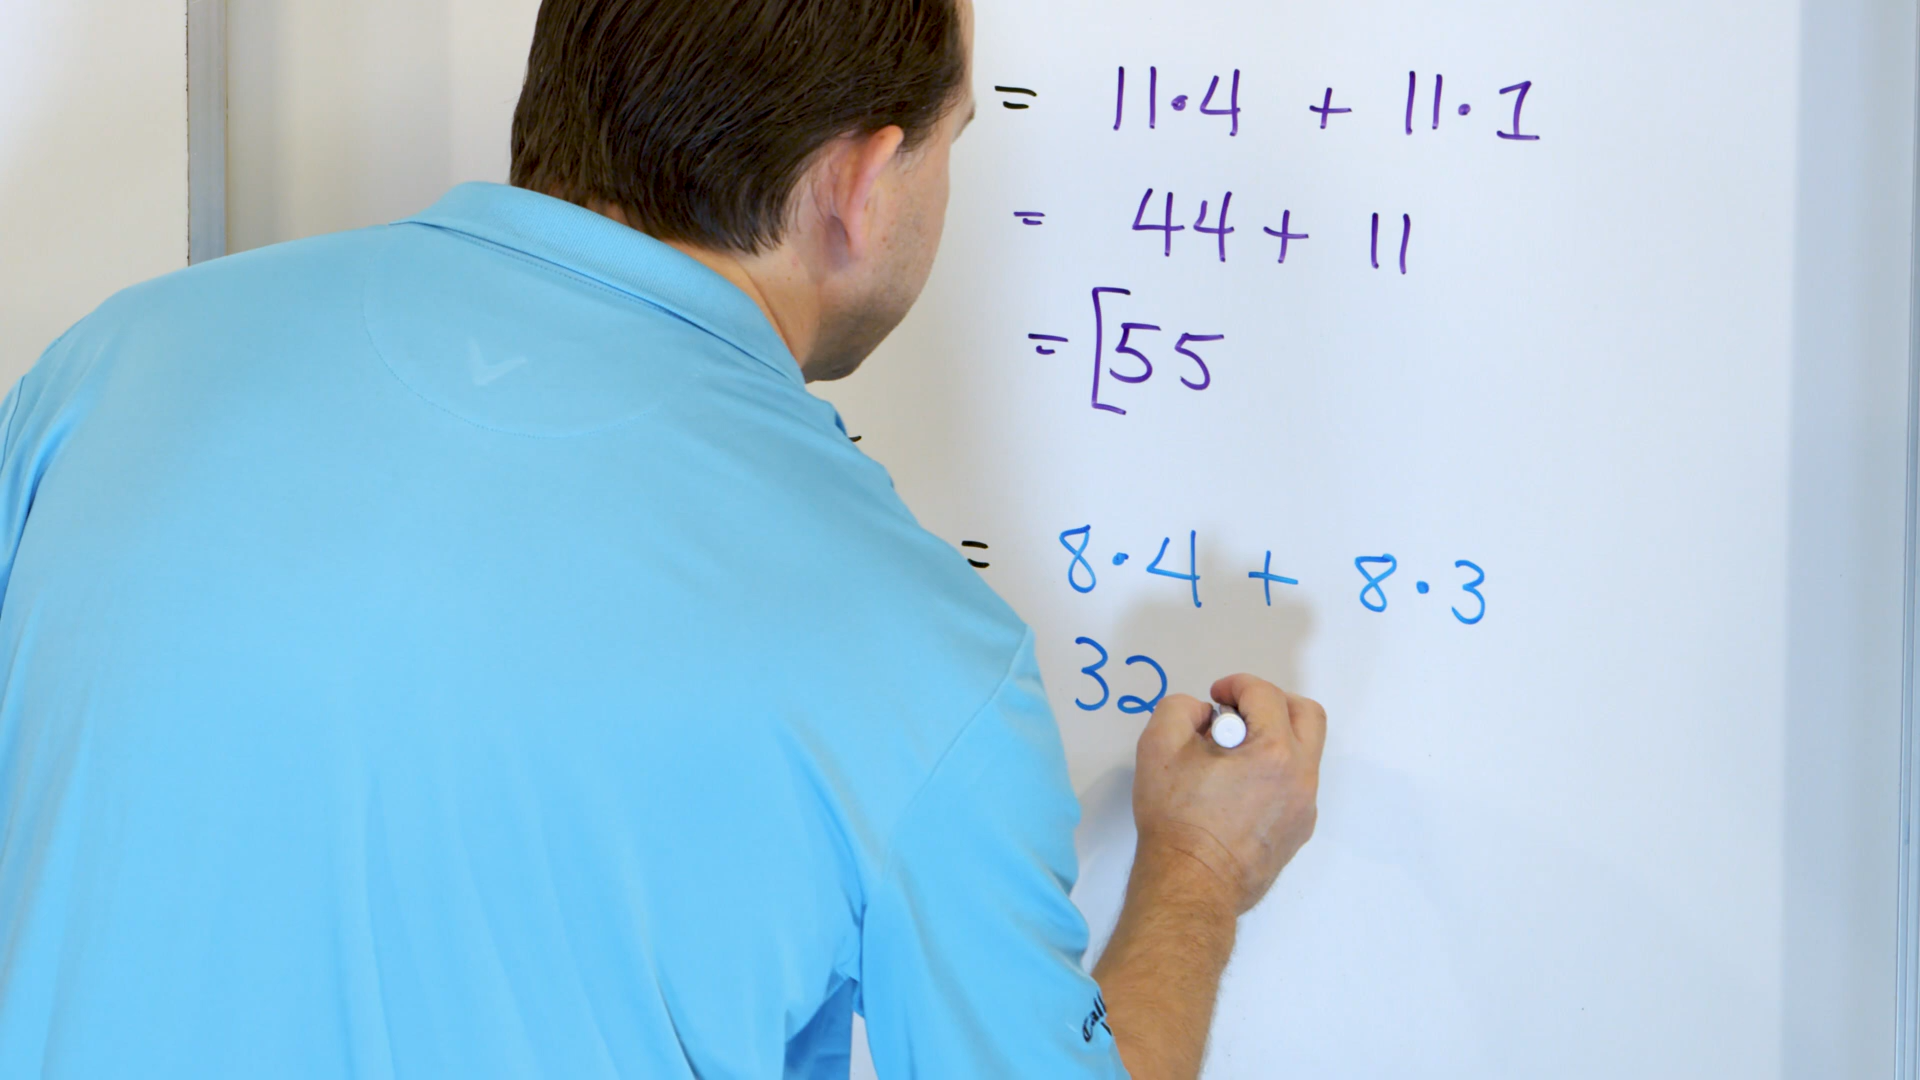 = 11·4 + 11·1
= 44 + 11
= [55
= 8·4 + 8·3
32